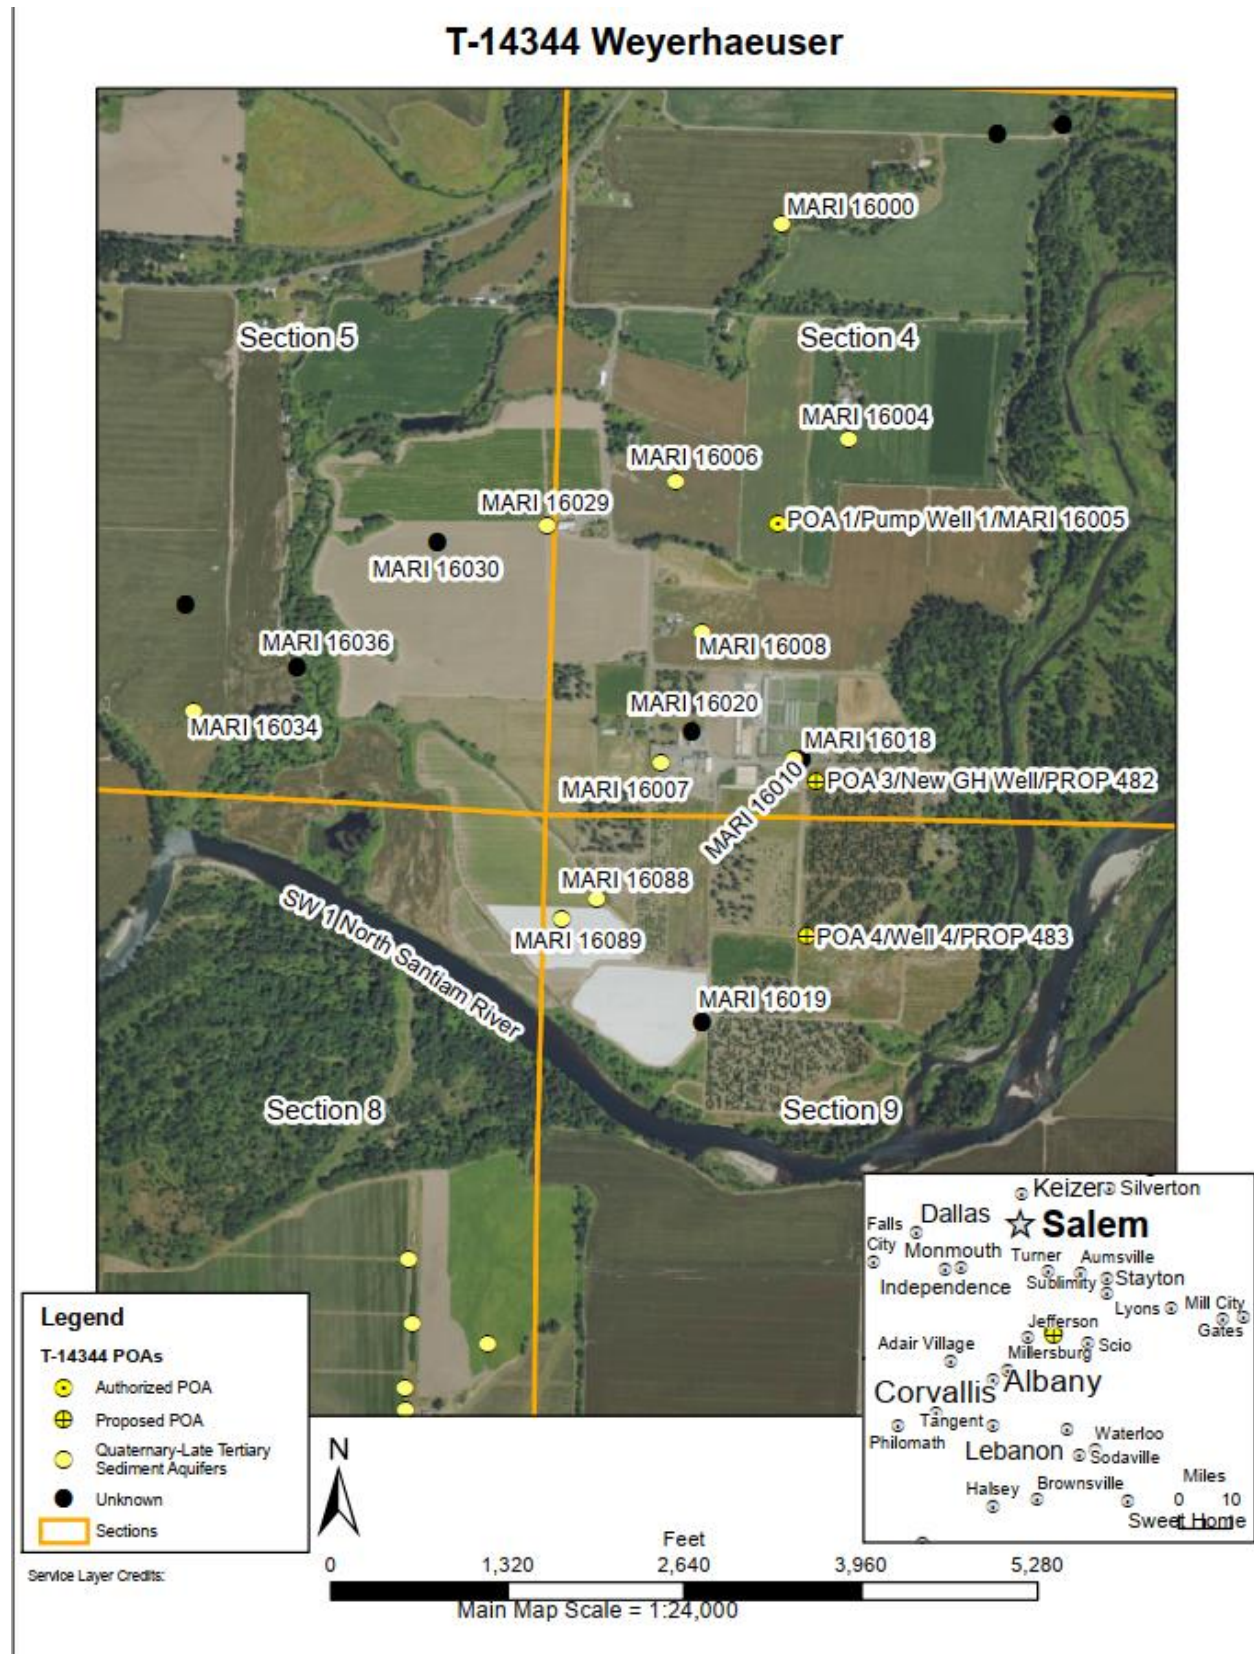 T-14344 Weyerhaeuser
MARI 16000
Section 5
Section 4
MARI 16004
MARI 16006
MARI 16029
POA 1/Pump Well 1/MARI 16005
MARI 16030
MARI 16036
MARI 16008
MARI 16020
MARI 16034
MARI 16018
MARI 16007
MARI 16010
POA 3/New GH Well/PROP 482
MARI 16088
SW 1 North Santiam River
MARI 16089
POA 4/Well 4/PROP 483
MARI 16019
Section 8
Section 9
Keizer
Silverton
Dallas
Salem
Falls
City
Monmouth
Turner
Aumsville
Independence
Sublimity
Stayton
Lyons
Mill City
Gates
Jefferson
Adair Village
Millersburg
Scio
Corvallis
Albany
Tangent
Philomath
Lebanon
Waterloo
Sodaville
Halsey
Brownsville
Miles
0 10
Sweet Home
Legend
T-14344 POAs
Authorized POA
Proposed POA
Quaternary-Late Tertiary
Sediment Aquifers
Unknown
Sections
Service Layer Credits:
N
Feet
0 1,320 2,640 3,960 5,280
Main Map Scale = 1:24,000